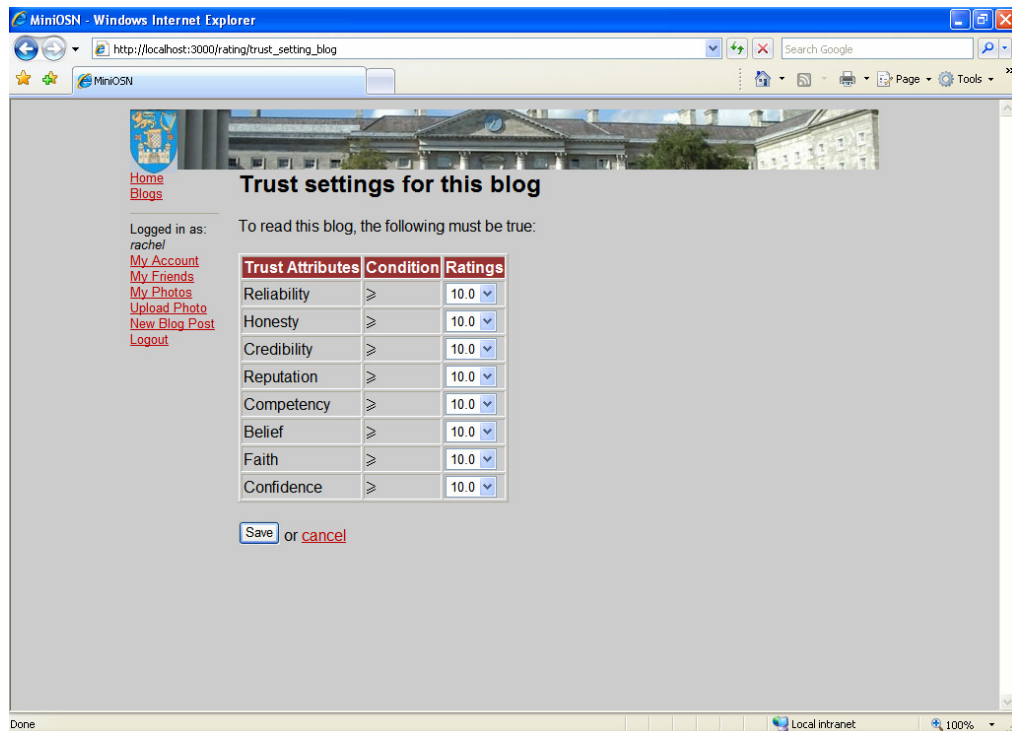 MiniOSN - Windows Internet Explorer
http://localhost:3000/rating/trust_setting_blog
Search Google
MiniOSN
Page
Tools
»
Home
Blogs
Logged in as:
rachel
My Account
My Friends
My Photos
Upload Photo
New Blog Post
Logout
Trust settings for this blog
To read this blog, the following must be true:
Trust Attributes Condition Ratings
Reliability ⩾ 10.0
Honesty ⩾ 10.0
Credibility ⩾ 10.0
Reputation ⩾ 10.0
Competency ⩾ 10.0
Belief ⩾ 10.0
Faith ⩾ 10.0
Confidence ⩾ 10.0
Save or cancel
Done
Local intranet
100%